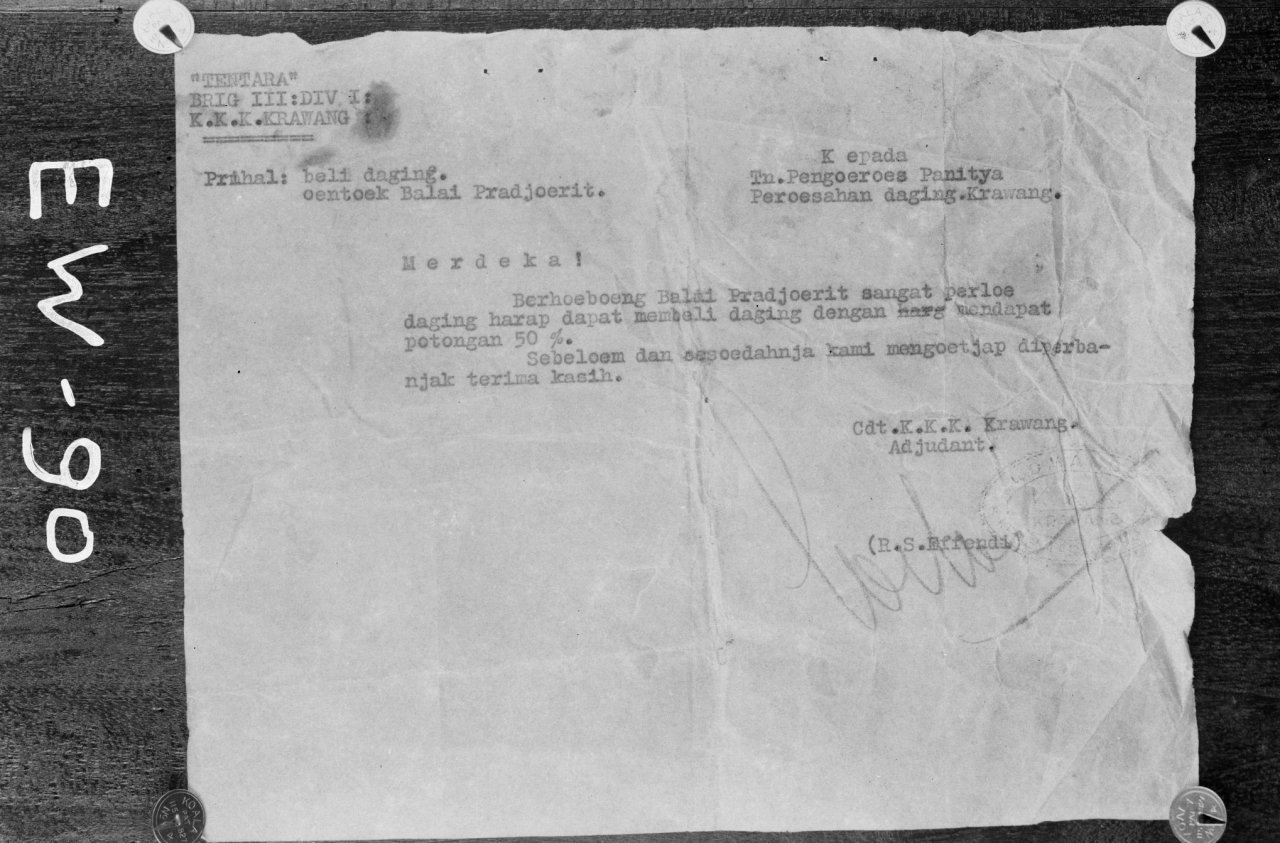 "TENTARA"
BRIG III:DIV I:
K.K.K.KRAWANG :
K epada
Prihal: beli daging.
Tn.Pengoeroes Panitya
oentoek Balai Pradjoerit.
Peroesahan daging.Krawang.
M e r d e k a !
Berhoeboeng Balai Pradjoerit sangat perloe
daging harap dapat membeli daging dengan harg mendapat
potongan 50 %.
Sebeloem dan sesoedahnja kami mengoetjap diperba-
njak terima kasih.
Cdt.K.K.K. Krawang.
Adjudant.
(R.S.Effendi)
EW-90